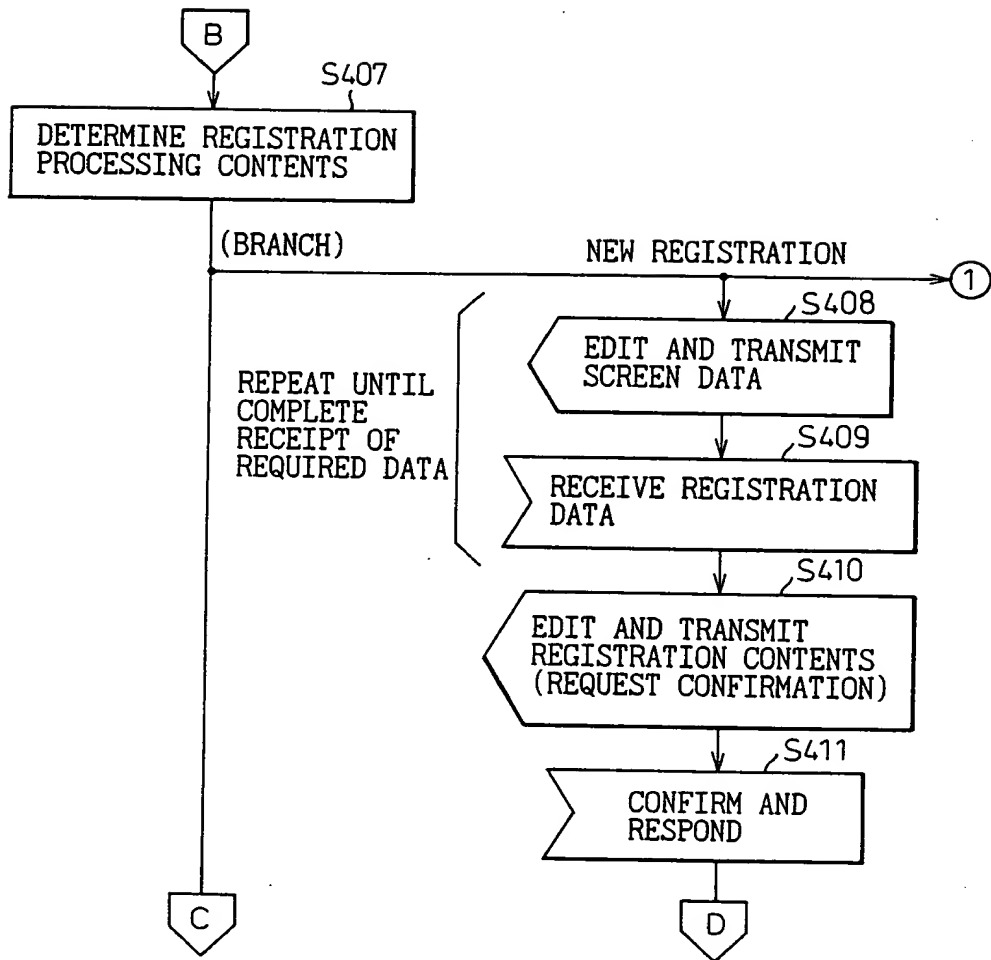 B
S407
DETERMINE REGISTRATION
PROCESSING CONTENTS
(BRANCH)
NEW REGISTRATION
1
S408
EDIT AND TRANSMIT
SCREEN DATA
REPEAT UNTIL
COMPLETE
RECEIPT OF
REQUIRED DATA
S409
RECEIVE REGISTRATION
DATA
S410
EDIT AND TRANSMIT
REGISTRATION CONTENTS
(REQUEST CONFIRMATION)
S411
CONFIRM AND
RESPOND
C
D